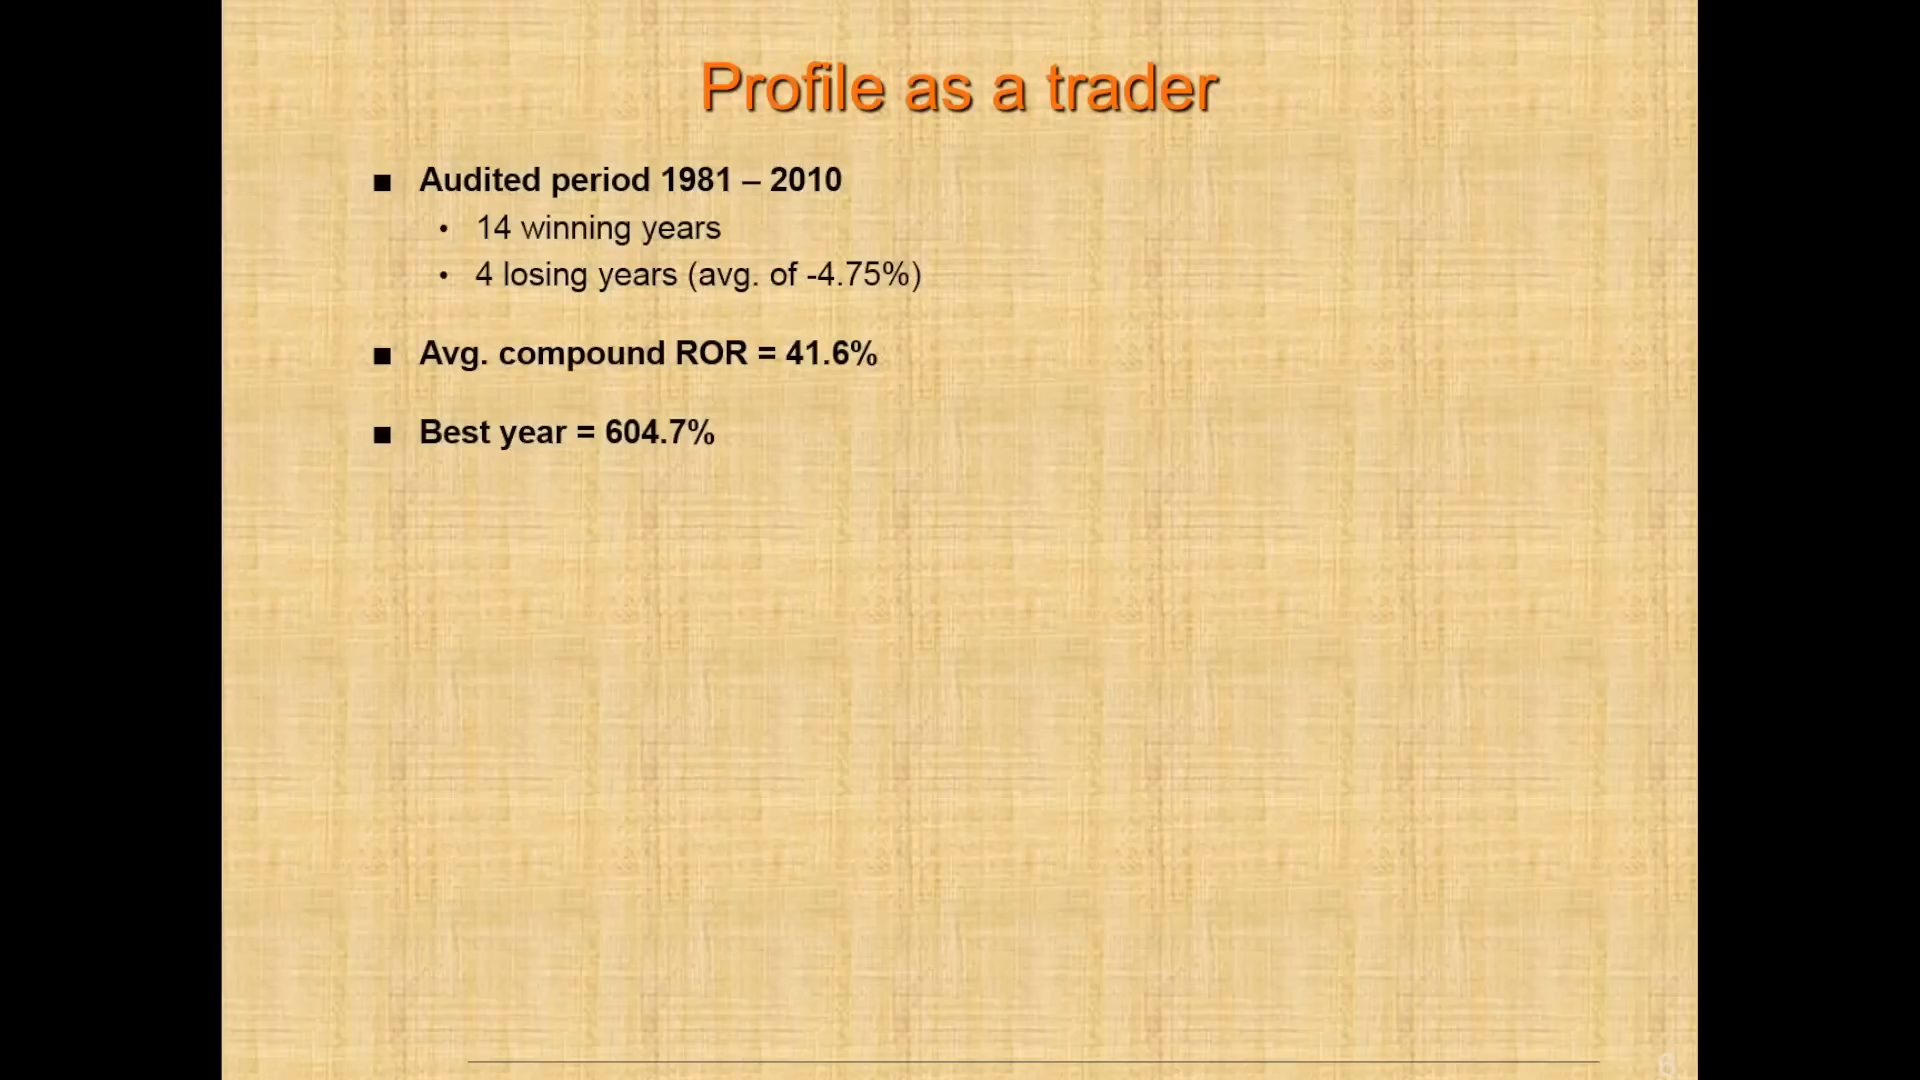 Profile as a trader
■ Audited period 1981 – 2010
• 14 winning years
• 4 losing years (avg. of -4.75%)
■ Avg. compound ROR = 41.6%
■ Best year = 604.7%
6